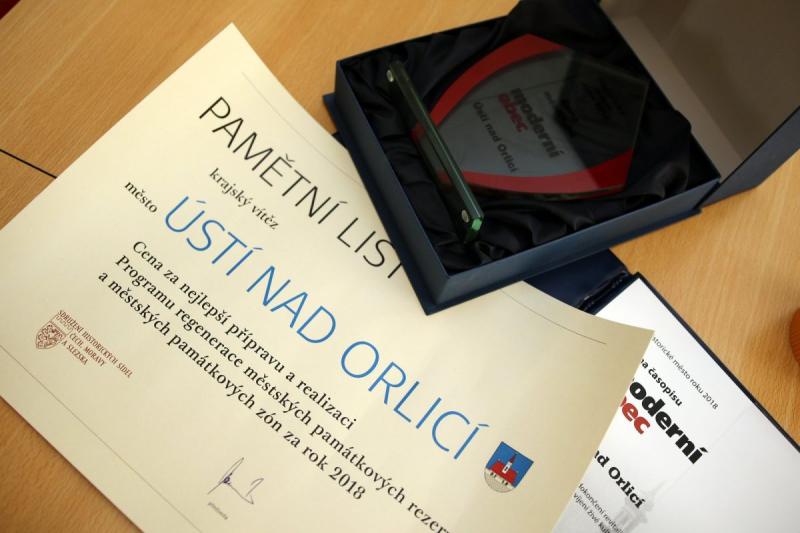 PAMĚTNÍ LIST
krajský vítěz
město ÚSTÍ NAD ORLICÍ
Cena za nejlepší přípravu a realizaci
Programu regenerace městských památkových
a městských památkových zón za rok 2018
SDRUŽENÍ HISTORICKÝCH SÍDEL
ČECH, MORAVY
A SLEZSKA
moderní
obec
Ústí nad Orlicí
město roku 2018
časopisu
moderní
obec
nad Orlicí